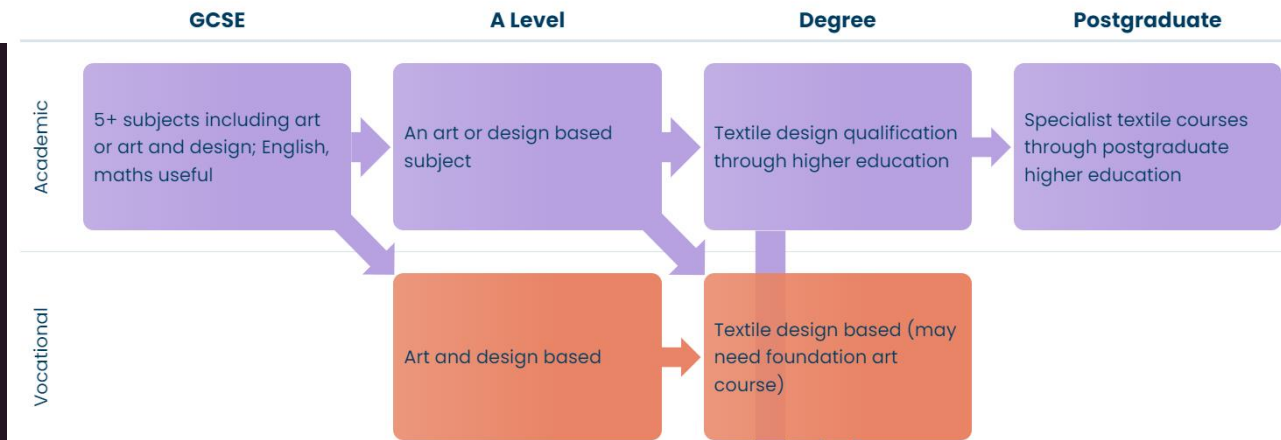 GCSE
A Level
Degree
Postgraduate
Academic
5+ subjects including art
or art and design; English,
maths useful
An art or design based
subject
Textile design qualification
through higher education
Specialist textile courses
through postgraduate
higher education
Vocational
Art and design based
Textile design based (may
need foundation art
course)